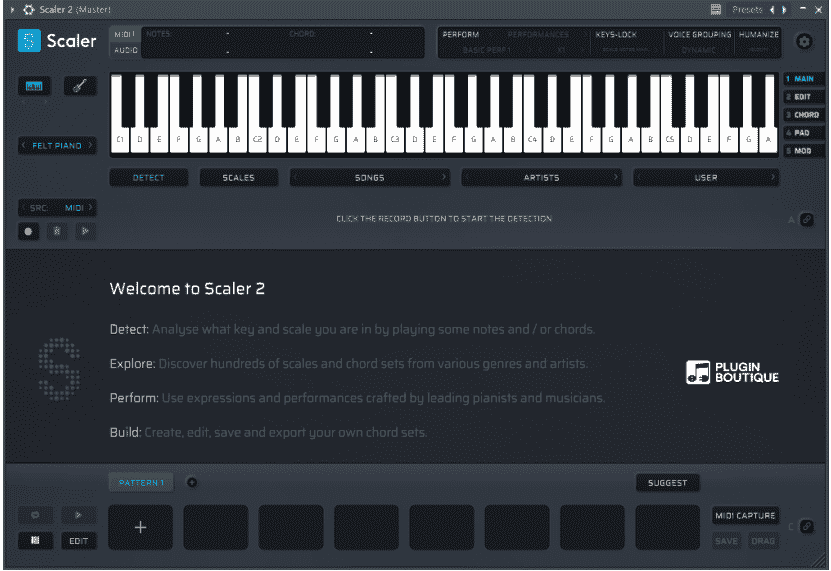 Scaler 2 (Master) Presets
Scaler
MIDI NOTES: - CHORD: -
AUDIO - -
PERFORM PERFORMANCES KEYS-LOCK VOICE GROUPING HUMANIZE
BASIC PERF 1 X1 DYNAMIC VELOCITY
1 MAIN
2 EDIT
3 CHORD
4 PAD
5 MOD
C1 D E F G A B C2 D E F G A B C3 D E F G A B C4 D E F G A B C5 D E F G A
FELT PIANO
DETECT SCALES SONGS ARTISTS USER
SRC: MIDI
CLICK THE RECORD BUTTON TO START THE DETECTION
A
Welcome to Scaler 2
Detect: Analyse what key and scale you are in by playing some notes and / or chords.
Explore: Discover hundreds of scales and chord sets from various genres and artists.
Perform: Use expressions and performances crafted by leading pianists and musicians.
Build: Create, edit, save and export your own chord sets.
PLUGIN
BOUTIQUE
PATTERN 1 SUGGEST
+
MIDI CAPTURE
EDIT SAVE DRAG
C